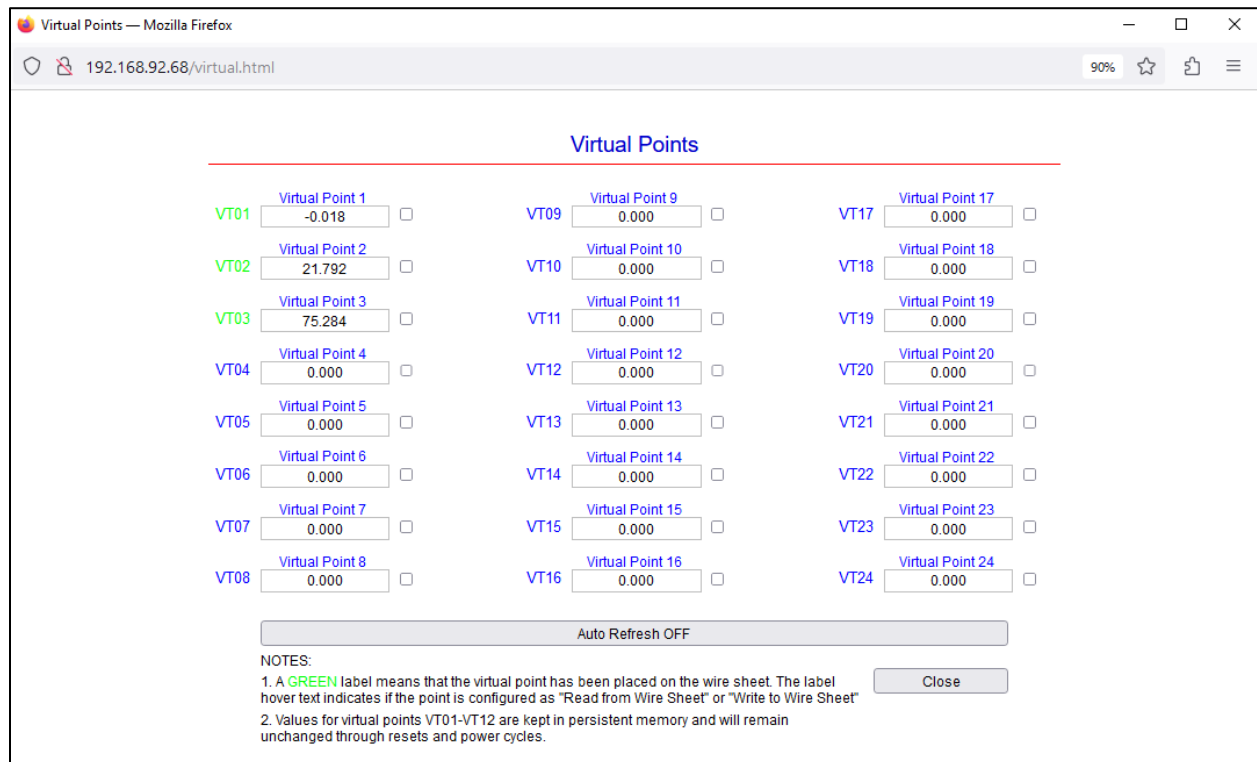 Virtual Points — Mozilla Firefox
192.168.92.68/virtual.html
90%
Virtual Points
Virtual Point 1
VT01 -0.018
Virtual Point 2
VT02 21.792
Virtual Point 3
VT03 75.284
Virtual Point 4
VT04 0.000
Virtual Point 5
VT05 0.000
Virtual Point 6
VT06 0.000
Virtual Point 7
VT07 0.000
Virtual Point 8
VT08 0.000
Virtual Point 9
VT09 0.000
Virtual Point 10
VT10 0.000
Virtual Point 11
VT11 0.000
Virtual Point 12
VT12 0.000
Virtual Point 13
VT13 0.000
Virtual Point 14
VT14 0.000
Virtual Point 15
VT15 0.000
Virtual Point 16
VT16 0.000
Virtual Point 17
VT17 0.000
Virtual Point 18
VT18 0.000
Virtual Point 19
VT19 0.000
Virtual Point 20
VT20 0.000
Virtual Point 21
VT21 0.000
Virtual Point 22
VT22 0.000
Virtual Point 23
VT23 0.000
Virtual Point 24
VT24 0.000
Auto Refresh OFF
NOTES:
1. A GREEN label means that the virtual point has been placed on the wire sheet. The label
hover text indicates if the point is configured as "Read from Wire Sheet" or "Write to Wire Sheet"
2. Values for virtual points VT01-VT12 are kept in persistent memory and will remain
unchanged through resets and power cycles.
Close